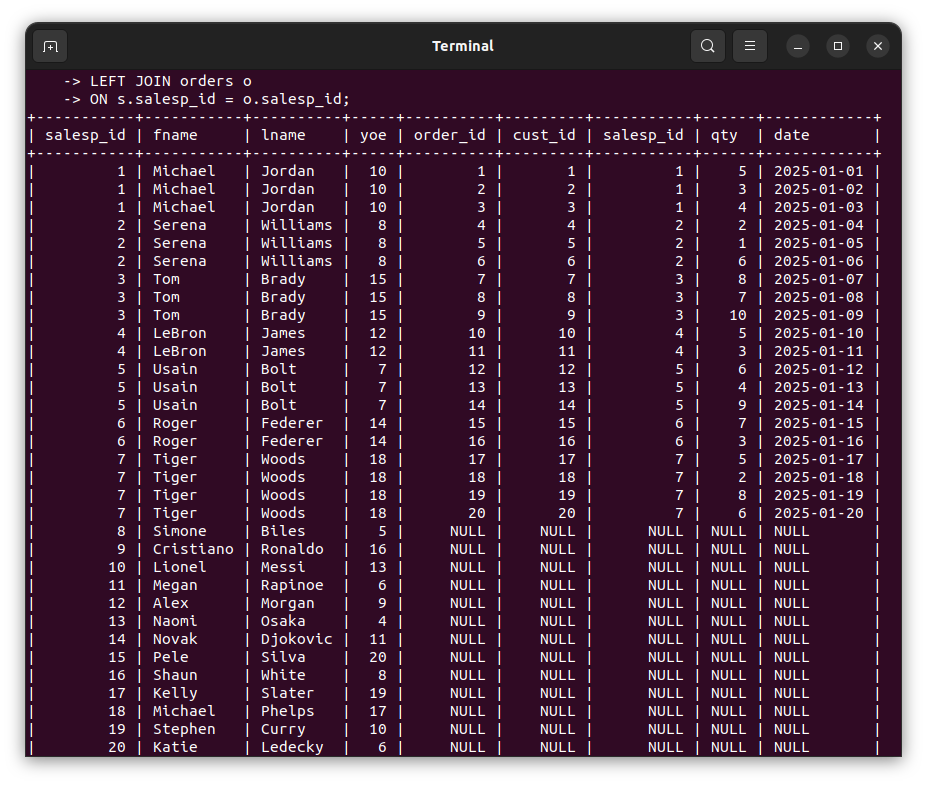 Terminal
    -> LEFT JOIN orders o
    -> ON s.salesp_id = o.salesp_id;
+-----------+-----------+----------+-----+----------+---------+-----------+------+------------+
| salesp_id | fname     | lname    | yoe | order_id | cust_id | salesp_id | qty  | date       |
+-----------+-----------+----------+-----+----------+---------+-----------+------+------------+
|         1 | Michael   | Jordan   |  10 |        1 |       1 |         1 |    5 | 2025-01-01 |
|         1 | Michael   | Jordan   |  10 |        2 |       2 |         1 |    3 | 2025-01-02 |
|         1 | Michael   | Jordan   |  10 |        3 |       3 |         1 |    4 | 2025-01-03 |
|         2 | Serena    | Williams |   8 |        4 |       4 |         2 |    2 | 2025-01-04 |
|         2 | Serena    | Williams |   8 |        5 |       5 |         2 |    1 | 2025-01-05 |
|         2 | Serena    | Williams |   8 |        6 |       6 |         2 |    6 | 2025-01-06 |
|         3 | Tom       | Brady    |  15 |        7 |       7 |         3 |    8 | 2025-01-07 |
|         3 | Tom       | Brady    |  15 |        8 |       8 |         3 |    7 | 2025-01-08 |
|         3 | Tom       | Brady    |  15 |        9 |       9 |         3 |   10 | 2025-01-09 |
|         4 | LeBron    | James    |  12 |       10 |      10 |         4 |    5 | 2025-01-10 |
|         4 | LeBron    | James    |  12 |       11 |      11 |         4 |    3 | 2025-01-11 |
|         5 | Usain     | Bolt     |   7 |       12 |      12 |         5 |    6 | 2025-01-12 |
|         5 | Usain     | Bolt     |   7 |       13 |      13 |         5 |    4 | 2025-01-13 |
|         5 | Usain     | Bolt     |   7 |       14 |      14 |         5 |    9 | 2025-01-14 |
|         6 | Roger     | Federer  |  14 |       15 |      15 |         6 |    7 | 2025-01-15 |
|         6 | Roger     | Federer  |  14 |       16 |      16 |         6 |    3 | 2025-01-16 |
|         7 | Tiger     | Woods    |  18 |       17 |      17 |         7 |    5 | 2025-01-17 |
|         7 | Tiger     | Woods    |  18 |       18 |      18 |         7 |    2 | 2025-01-18 |
|         7 | Tiger     | Woods    |  18 |       19 |      19 |         7 |    8 | 2025-01-19 |
|         7 | Tiger     | Woods    |  18 |       20 |      20 |         7 |    6 | 2025-01-20 |
|         8 | Simone    | Biles    |   5 |     NULL |    NULL |      NULL | NULL | NULL       |
|         9 | Cristiano | Ronaldo  |  16 |     NULL |    NULL |      NULL | NULL | NULL       |
|        10 | Lionel    | Messi    |  13 |     NULL |    NULL |      NULL | NULL | NULL       |
|        11 | Megan     | Rapinoe  |   6 |     NULL |    NULL |      NULL | NULL | NULL       |
|        12 | Alex      | Morgan   |   9 |     NULL |    NULL |      NULL | NULL | NULL       |
|        13 | Naomi     | Osaka    |   4 |     NULL |    NULL |      NULL | NULL | NULL       |
|        14 | Novak     | Djokovic |  11 |     NULL |    NULL |      NULL | NULL | NULL       |
|        15 | Pele      | Silva    |  20 |     NULL |    NULL |      NULL | NULL | NULL       |
|        16 | Shaun     | White    |   8 |     NULL |    NULL |      NULL | NULL | NULL       |
|        17 | Kelly     | Slater   |  19 |     NULL |    NULL |      NULL | NULL | NULL       |
|        18 | Michael   | Phelps   |  17 |     NULL |    NULL |      NULL | NULL | NULL       |
|        19 | Stephen   | Curry    |  10 |     NULL |    NULL |      NULL | NULL | NULL       |
|        20 | Katie     | Ledecky  |   6 |     NULL |    NULL |      NULL | NULL | NULL       |